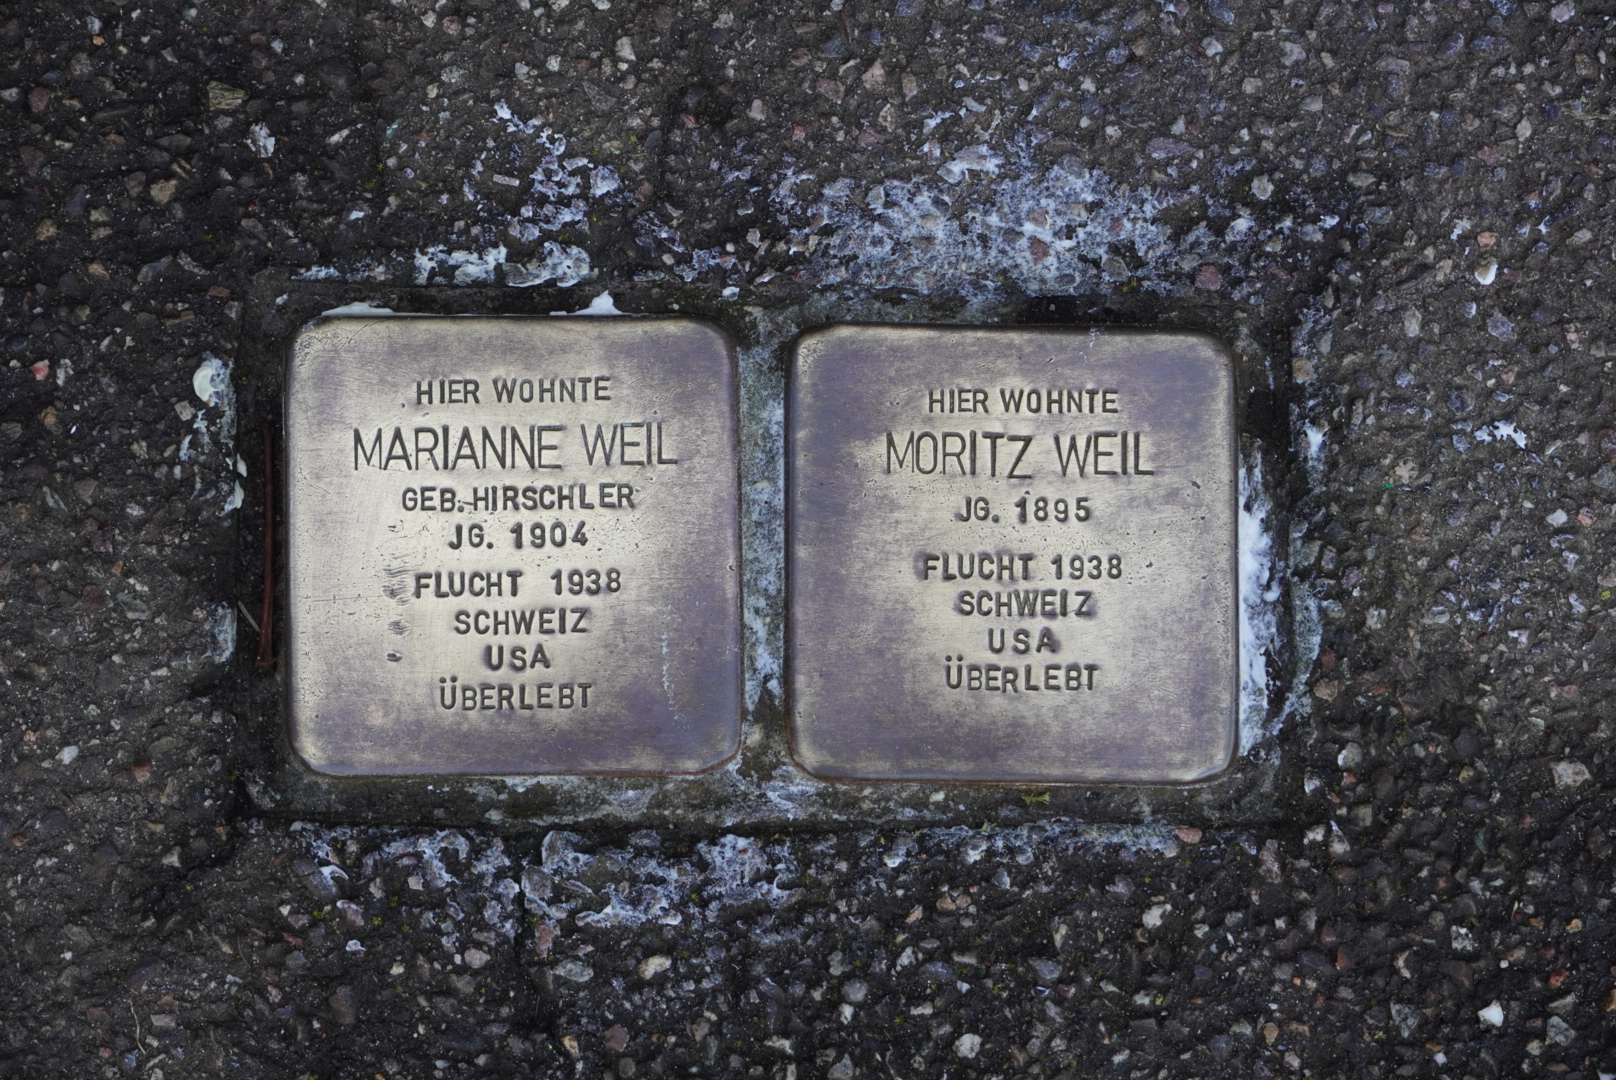 HIER WOHNTE
MARIANNE WEIL
GEB. HIRSCHLER
JG. 1904
FLUCHT 1938
SCHWEIZ
USA
ÜBERLEBT
HIER WOHNTE
MORITZ WEIL
JG. 1895
FLUCHT 1938
SCHWEIZ
USA
ÜBERLEBT